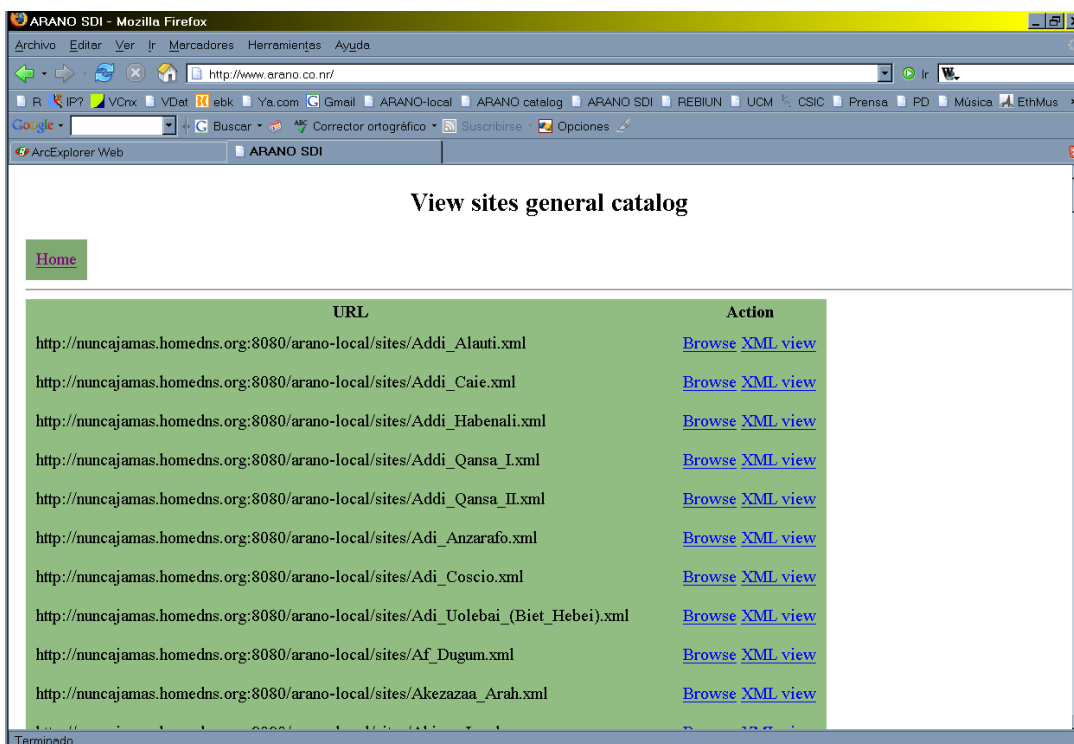 ARANO SDI - Mozilla Firefox
Archivo Editar Ver Ir Marcadores Herramientas Ayuda
http://www.arano.co.nr/ Ir W.
R IP? VCnx VDat ebk Ya.com Gmail ARANO-local ARANO catalog ARANO SDI REBIUN UCM CSIC Prensa PD Música EthMus
Google Buscar Corrector ortográfico Suscribirse Opciones
ArcExplorer Web ARANO SDI
View sites general catalog
Home
URL Action
http://nuncajamas.homedns.org:8080/arano-local/sites/Addi_Alauti.xml Browse XML view
http://nuncajamas.homedns.org:8080/arano-local/sites/Addi_Caie.xml Browse XML view
http://nuncajamas.homedns.org:8080/arano-local/sites/Addi_Habenali.xml Browse XML view
http://nuncajamas.homedns.org:8080/arano-local/sites/Addi_Qansa_I.xml Browse XML view
http://nuncajamas.homedns.org:8080/arano-local/sites/Addi_Qansa_II.xml Browse XML view
http://nuncajamas.homedns.org:8080/arano-local/sites/Adi_Anzarafo.xml Browse XML view
http://nuncajamas.homedns.org:8080/arano-local/sites/Adi_Coscio.xml Browse XML view
http://nuncajamas.homedns.org:8080/arano-local/sites/Adi_Uolebai_(Biet_Hebei).xml Browse XML view
http://nuncajamas.homedns.org:8080/arano-local/sites/Af_Dugum.xml Browse XML view
http://nuncajamas.homedns.org:8080/arano-local/sites/Akezazaa_Arah.xml Browse XML view
Terminado